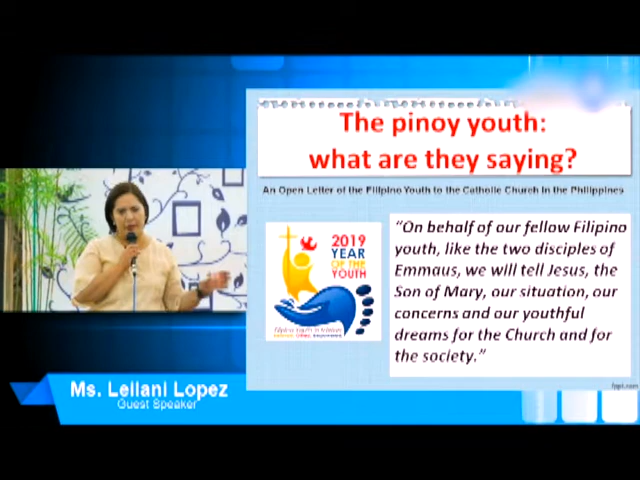 The pinoy youth:
what are they saying?
An Open Letter of the Filipino Youth to the Catholic Church in the Philippines
2019
YEAR
OF THE
YOUTH
"On behalf of our fellow Filipino
youth, like the two disciples of
Emmaus, we will tell Jesus, the
Son of Mary, our situation, our
concerns and our youthful
dreams for the Church and for
the society."
fppt.com
Ms. Leilani Lopez
Guest Speaker